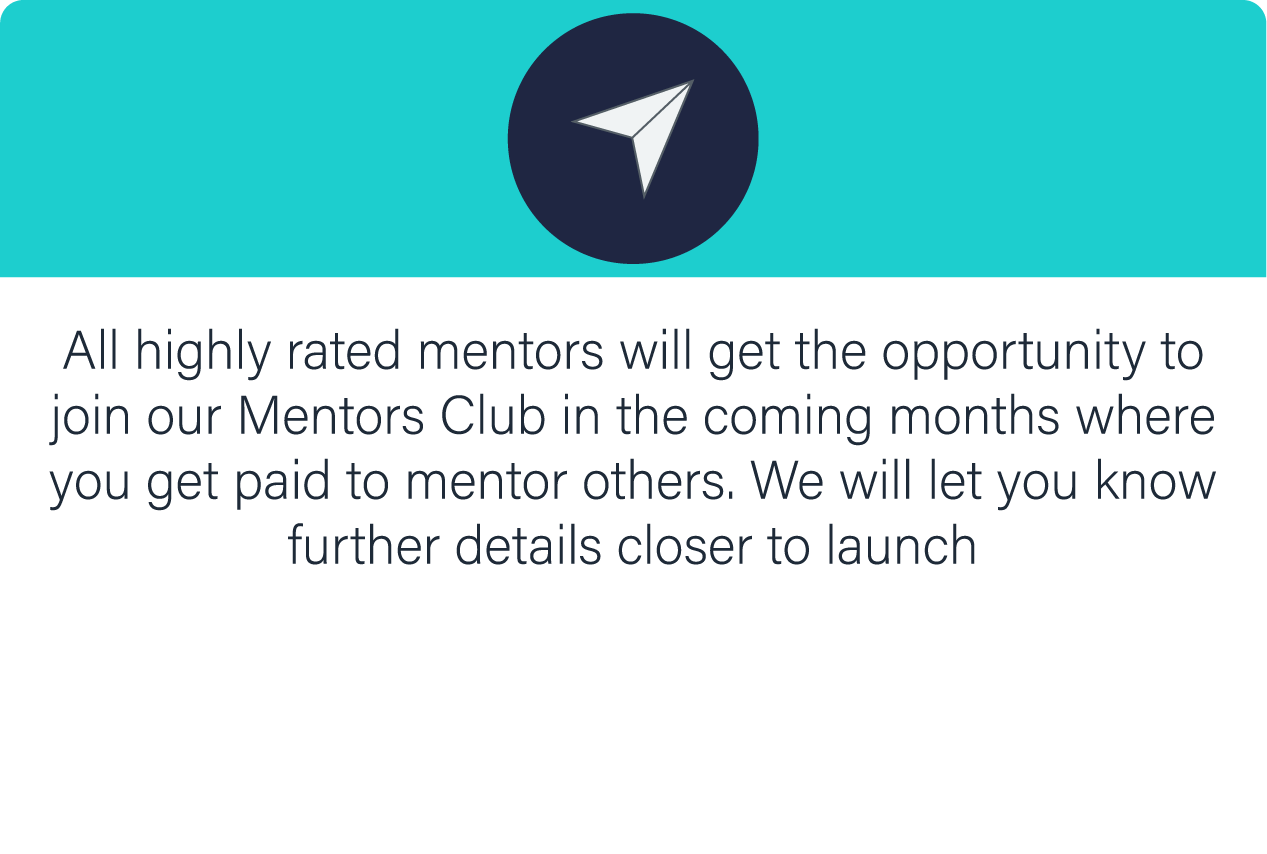 All highly rated mentors will get the opportunity to
join our Mentors Club in the coming months where
you get paid to mentor others. We will let you know
further details closer to launch